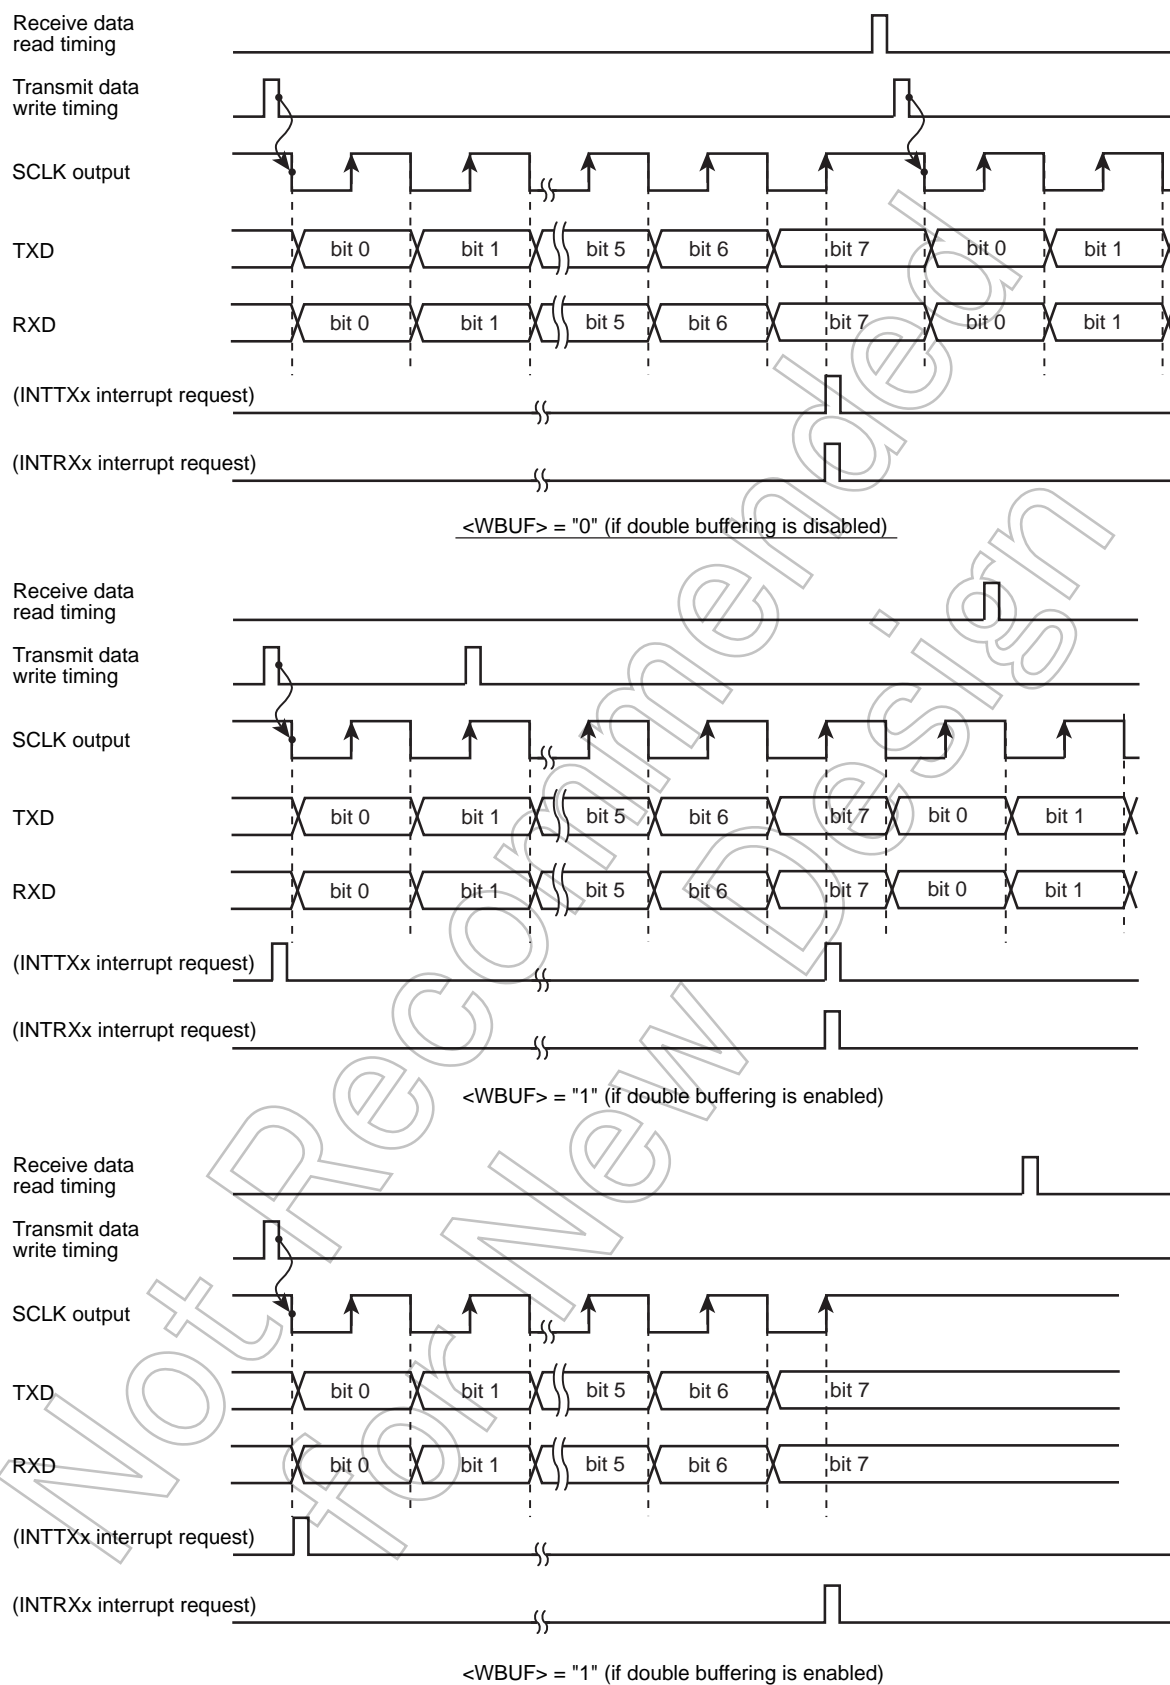 Receive data
read timing
Transmit data
write timing
SCLK output
TXD bit 0 bit 1 bit 5 bit 6 bit 7 bit 0 bit 1
RXD bit 0 bit 1 bit 5 bit 6 bit 7 bit 0 bit 1
(INTTXx interrupt request)
(INTRXx interrupt request)
<WBUF> = "0" (if double buffering is disabled)
Receive data
read timing
Transmit data
write timing
SCLK output
TXD bit 0 bit 1 bit 5 bit 6 bit 7 bit 0 bit 1
RXD bit 0 bit 1 bit 5 bit 6 bit 7 bit 0 bit 1
(INTTXx interrupt request)
(INTRXx interrupt request)
<WBUF> = "1" (if double buffering is enabled)
Receive data
read timing
Transmit data
write timing
SCLK output
TXD bit 0 bit 1 bit 5 bit 6 bit 7
RXD bit 0 bit 1 bit 5 bit 6 bit 7
(INTTXx interrupt request)
(INTRXx interrupt request)
<WBUF> = "1" (if double buffering is enabled)
Not Recommended
for New Design